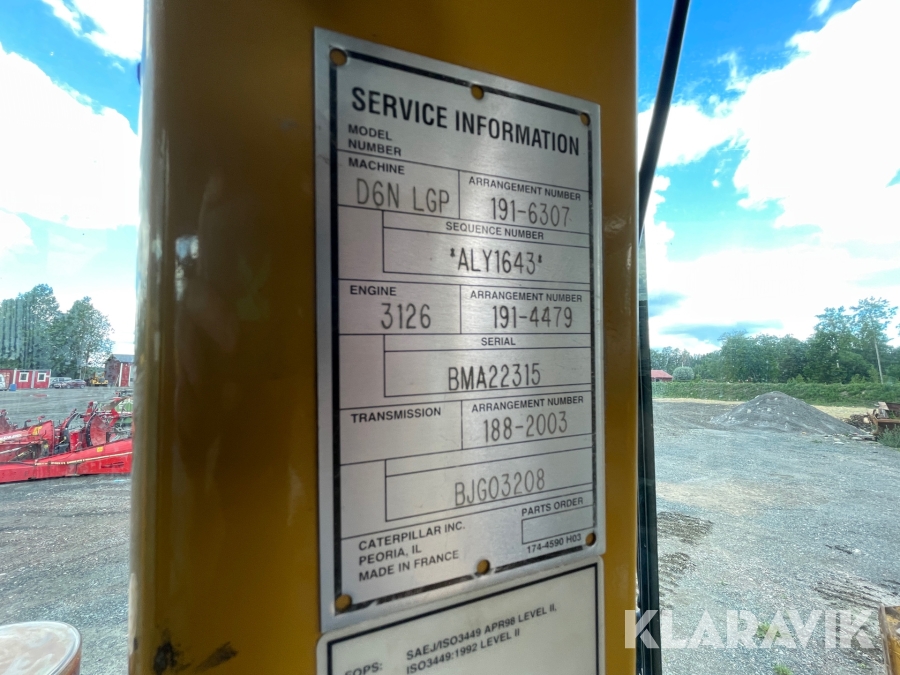 SERVICE INFORMATION
MODEL
NUMBER
MACHINE
ARRANGEMENT NUMBER
D6N LGP
191-6307
SEQUENCE NUMBER
*ALY1643*
ENGINE
ARRANGEMENT NUMBER
3126
191-4479
SERIAL
BMA22315
TRANSMISSION
ARRANGEMENT NUMBER
188-2003
BJG03208
CATERPILLAR INC.
PEORIA, IL
MADE IN FRANCE
PARTS ORDER
174-4590 H03
SAEJ/ISO3449 APR98 LEVEL II,
FOPS: ISO3449:1992 LEVEL II
KLARAVIK